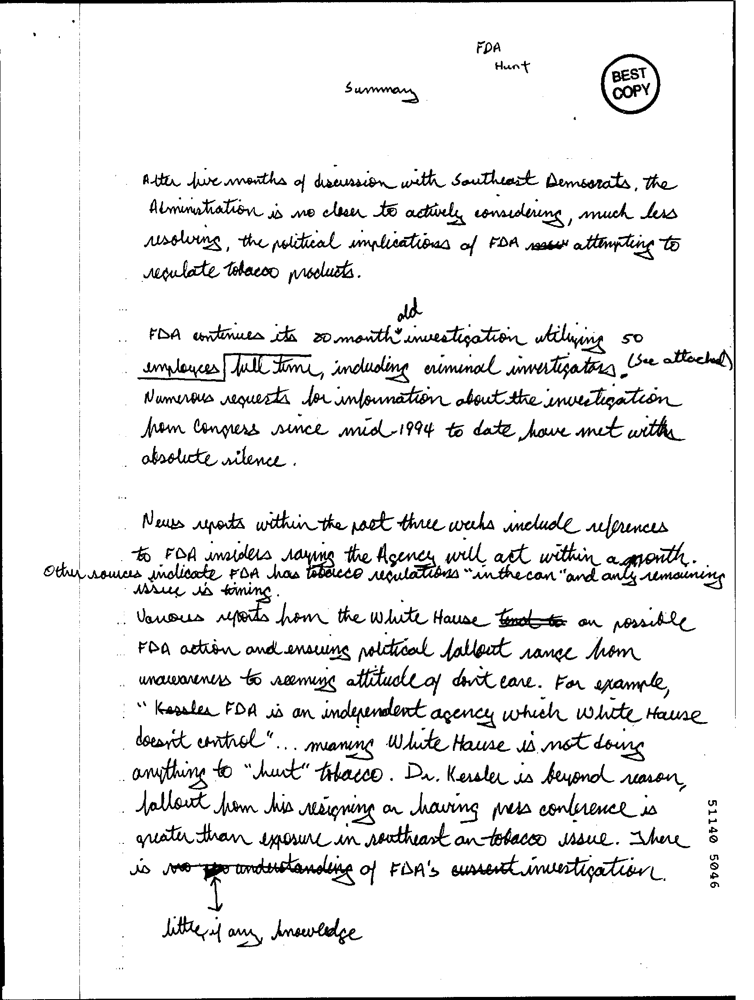 FDA
Hunt
BEST
COPY
Summary
After five months of discussion with Southeast Democrats, the
Administration is no closer to actively considering, much less
resolving, the political implications of FDA attempting to
regulate tobacco products.
old
FDA continues its 20 month investigation utilizing 50
employees full time, including criminal investigators. (See attached)
Numerous requests for information about the investigation
from Congress since mid-1994 to date, have met with
absolute silence.
News reports within the past three weeks include references
to FDA insiders saying the Agency will act within a month.
Other sources indicate FDA has tobacco regulations "in the can" and only remaining
issue is timing.
Various reports from the White House tend to on possible
FDA action and ensuing political fallout range from
unawareness to seeming attitude of don't care. For example,
"Kessler FDA is an independent agency which White House
doesn't control"... meaning White House is not doing
anything to "hurt" tobacco. Dr. Kessler is beyond reason,
fallout from his resigning or having press conference is
greater than exposure in southeast on tobacco issue. There
is no understanding of FDA's current investigation.
little, if any, knowledge
51140 5046